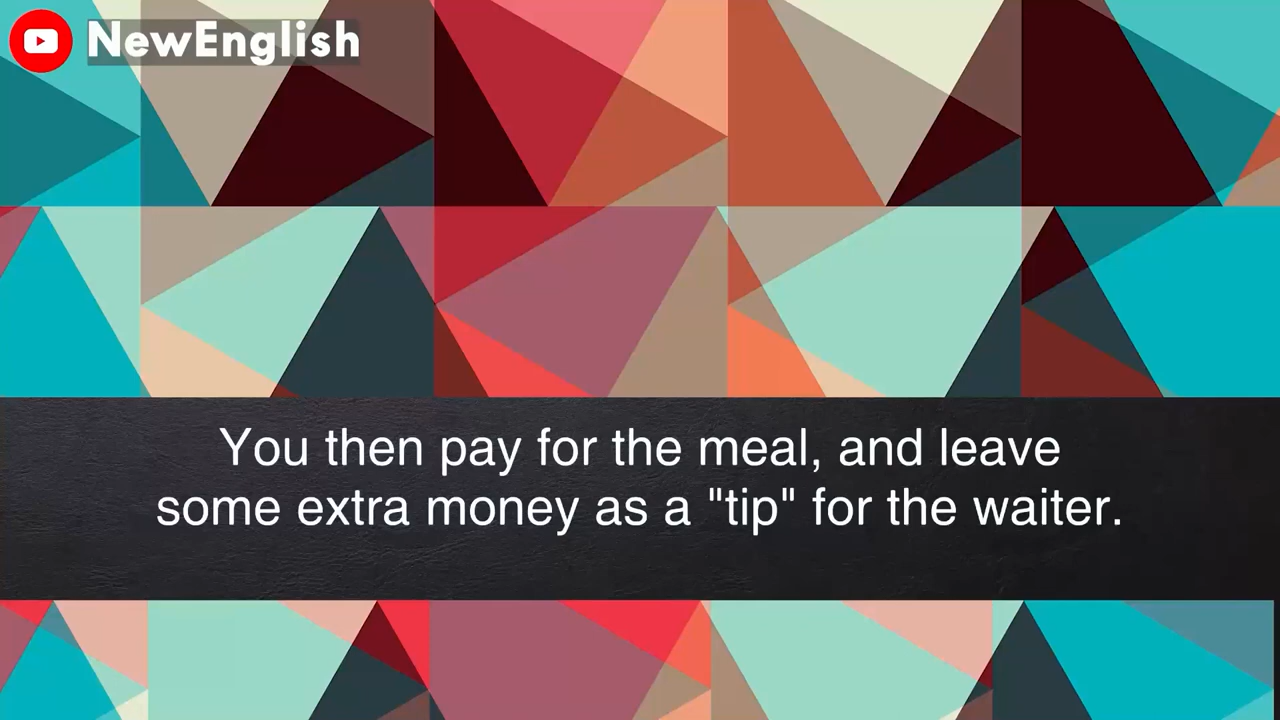 NewEnglish
You then pay for the meal, and leave
some extra money as a "tip" for the waiter.